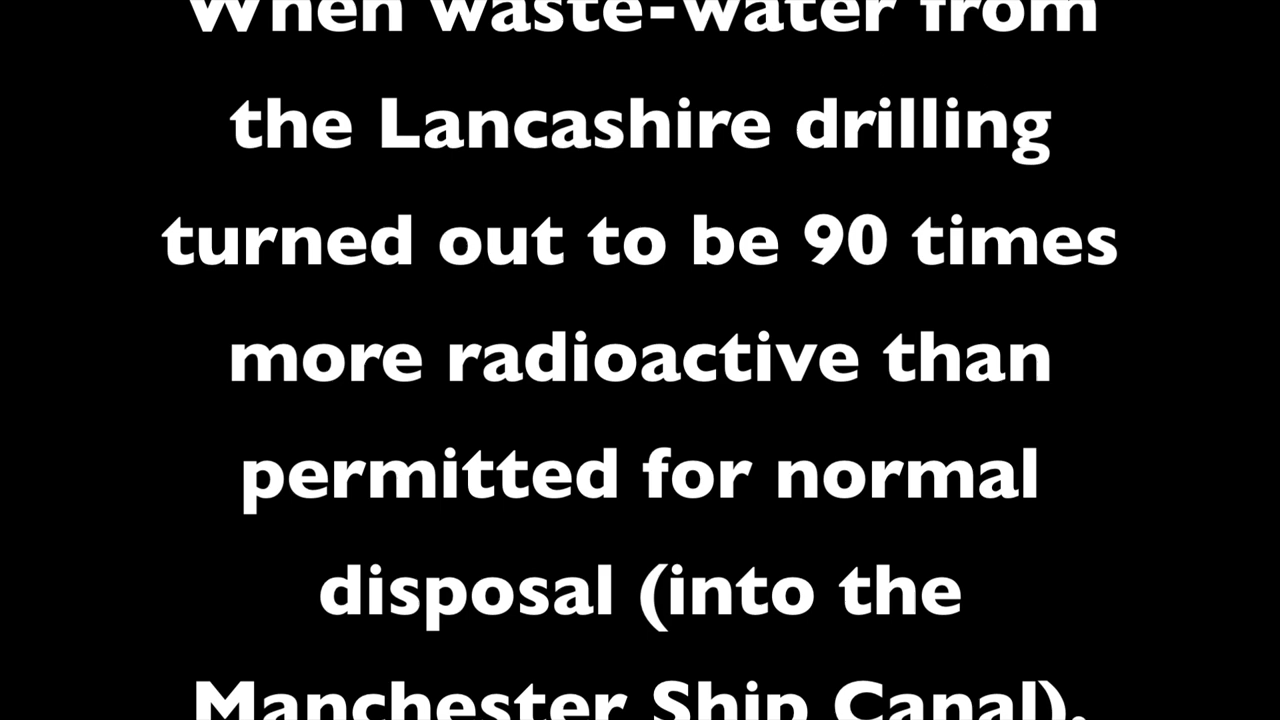 When waste-water from
the Lancashire drilling
turned out to be 90 times
more radioactive than
permitted for normal
disposal (into the
Manchester Ship Canal),